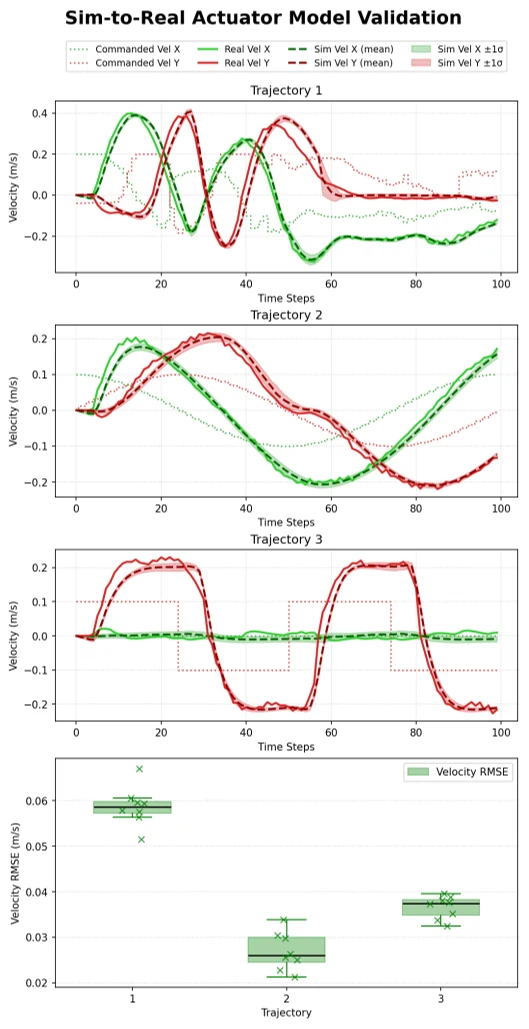 Sim-to-Real Actuator Model Validation
Commanded Vel X
Real Vel X
Sim Vel X (mean)
Sim Vel X ±1σ
Commanded Vel Y
Real Vel Y
Sim Vel Y (mean)
Sim Vel Y ±1σ
Trajectory 1
0.4
0.2
0.0
−0.2
Velocity (m/s)
0 20 40 60 80 100
Time Steps
Trajectory 2
0.2
0.1
0.0
−0.1
−0.2
Velocity (m/s)
0 20 40 60 80 100
Time Steps
Trajectory 3
0.2
0.1
0.0
−0.1
−0.2
Velocity (m/s)
0 20 40 60 80 100
Time Steps
Velocity RMSE
0.06
0.05
0.04
0.03
0.02
Velocity RMSE (m/s)
1 2 3
Trajectory